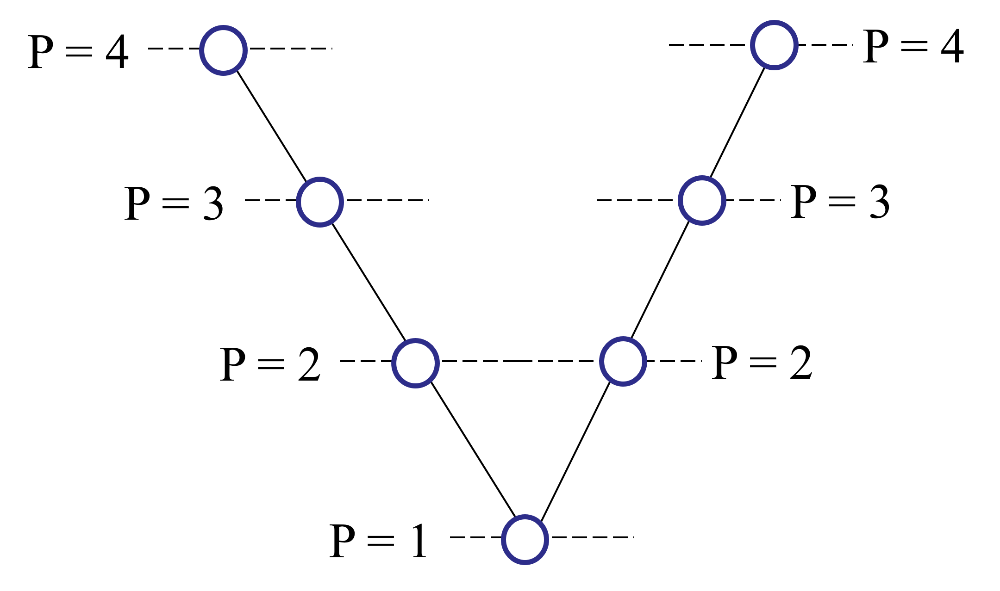 P = 4
P = 4
P = 3
P = 3
P = 2
P = 2
P = 1